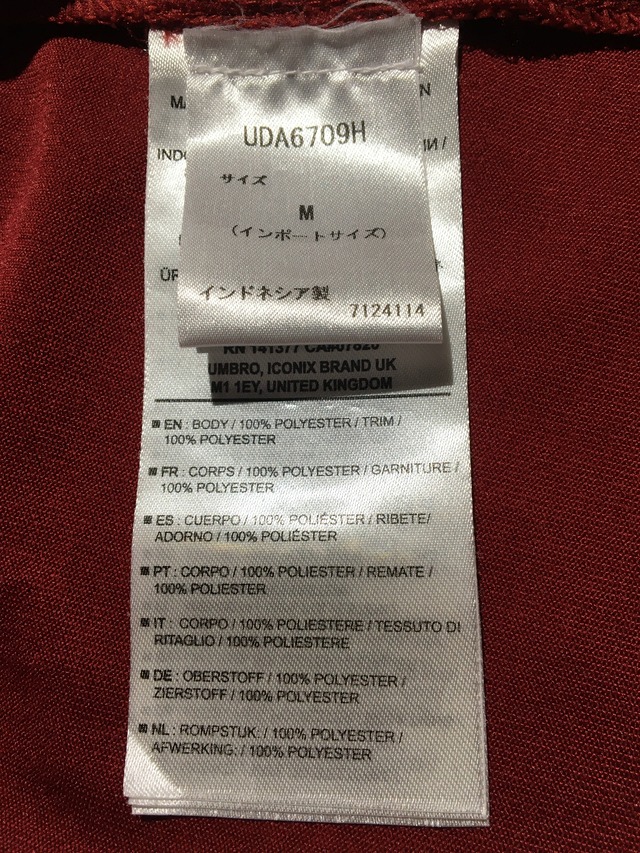 UDA6709H
サイズ
M
(インポートサイズ)
インドネシア製
7124114
RN 141377 CA#07820
UMBRO, ICONIX BRAND UK
M1 1EY, UNITED KINGDOM
EN : BODY / 100% POLYESTER / TRIM /
100% POLYESTER
FR : CORPS / 100% POLYESTER / GARNITURE /
100% POLYESTER
ES : CUERPO / 100% POLIÉSTER / RIBETE/
ADORNO / 100% POLIÉSTER
PT : CORPO / 100% POLIESTER / REMATE /
100% POLIESTER
IT : CORPO / 100% POLIESTERE / TESSUTO DI
RITAGLIO / 100% POLIESTERE
DE : OBERSTOFF / 100% POLYESTER /
ZIERSTOFF / 100% POLYESTER
NL : ROMPSTUK: / 100% POLYESTER /
AFWERKING: / 100% POLYESTER